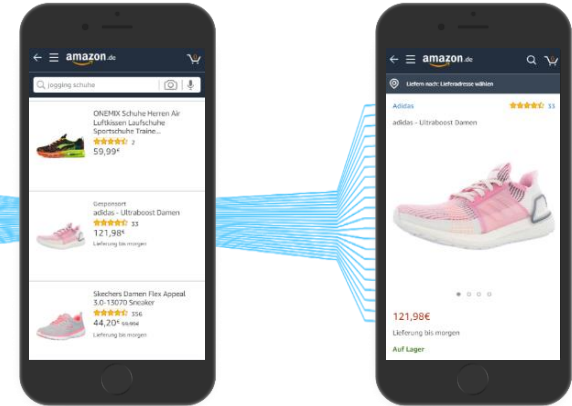 amazon.de
jogging schuhe
ONEMIX Schuhe Herren Air
Luftkissen Laufschuhe
Sportschuhe Traine...
2
59,99€
Gesponsort
adidas - Ultraboost Damen
33
121,98€
Lieferung bis morgen
Skechers Damen Flex Appeal
3.0-13070 Sneaker
356
44,20€
Lieferung bis morgen
amazon.de
Liefern nach: Lieferadresse wählen
Adidas 33
adidas - Ultraboost Damen
121,98€
Lieferung bis morgen
Auf Lager